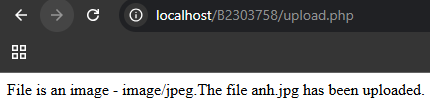 localhost/B2303758/upload.php
File is an image - image/jpeg.The file anh.jpg has been uploaded.